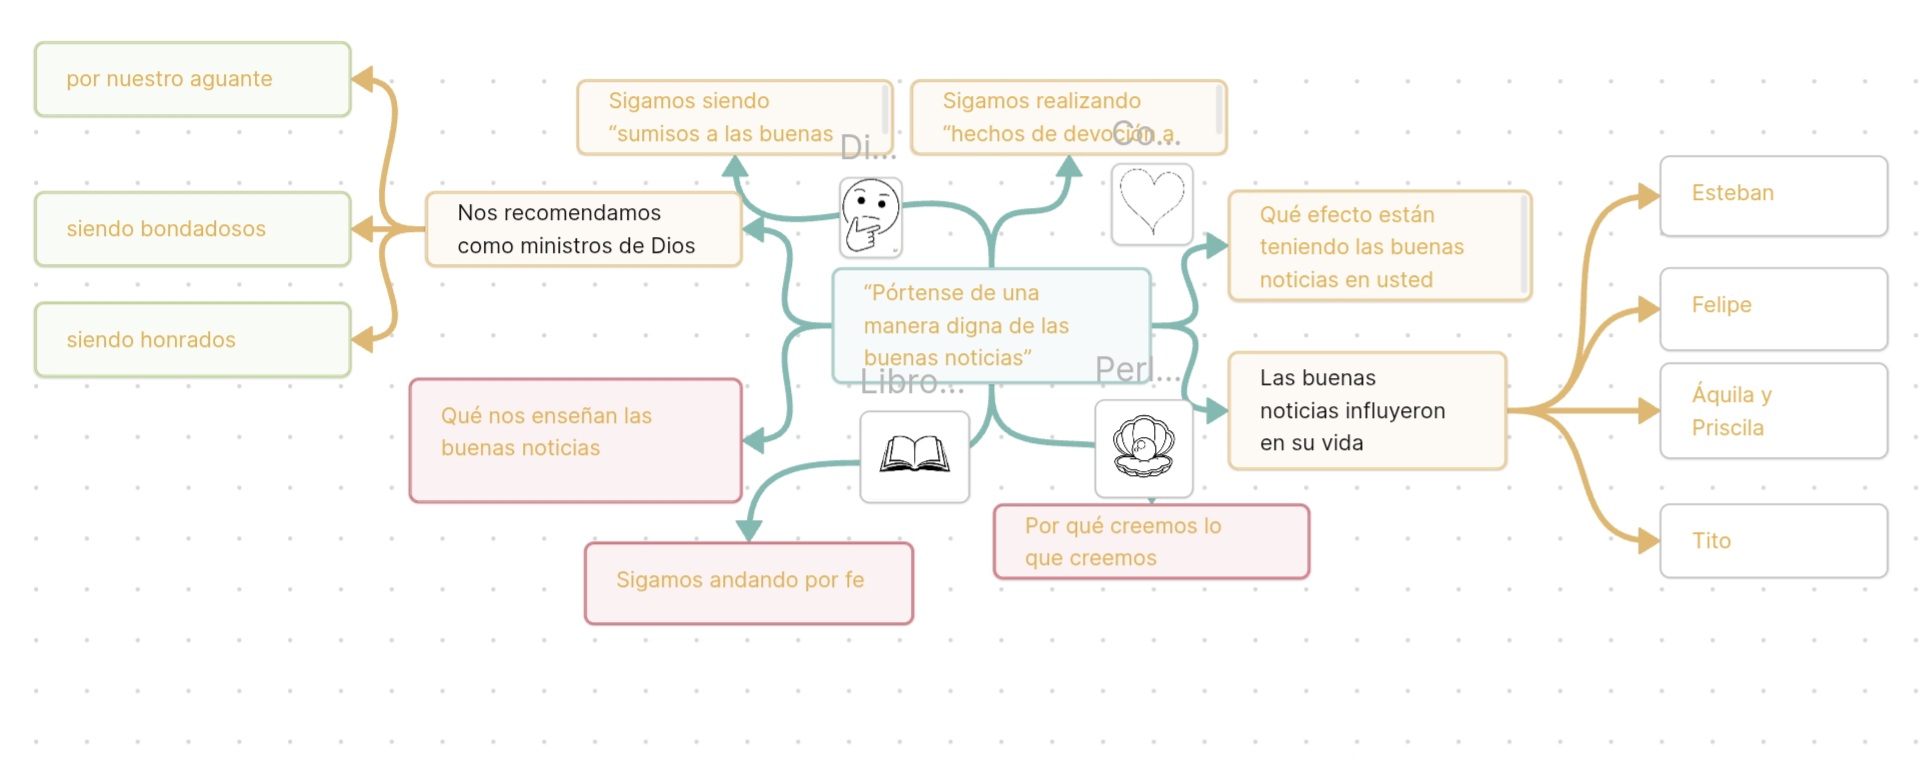 por nuestro aguante
siendo bondadosos
siendo honrados
Nos recomendamos
como ministros de Dios
Sigamos siendo
“sumisos a las buenas
Di...
Sigamos realizando
“hechos de devoción a
Co...
“Pórtense de una
manera digna de las
buenas noticias”
Libro...
Perl...
Qué efecto están
teniendo las buenas
noticias en usted
Las buenas
noticias influyeron
en su vida
Esteban
Felipe
Áquila y
Priscila
Tito
Qué nos enseñan las
buenas noticias
Sigamos andando por fe
Por qué creemos lo
que creemos